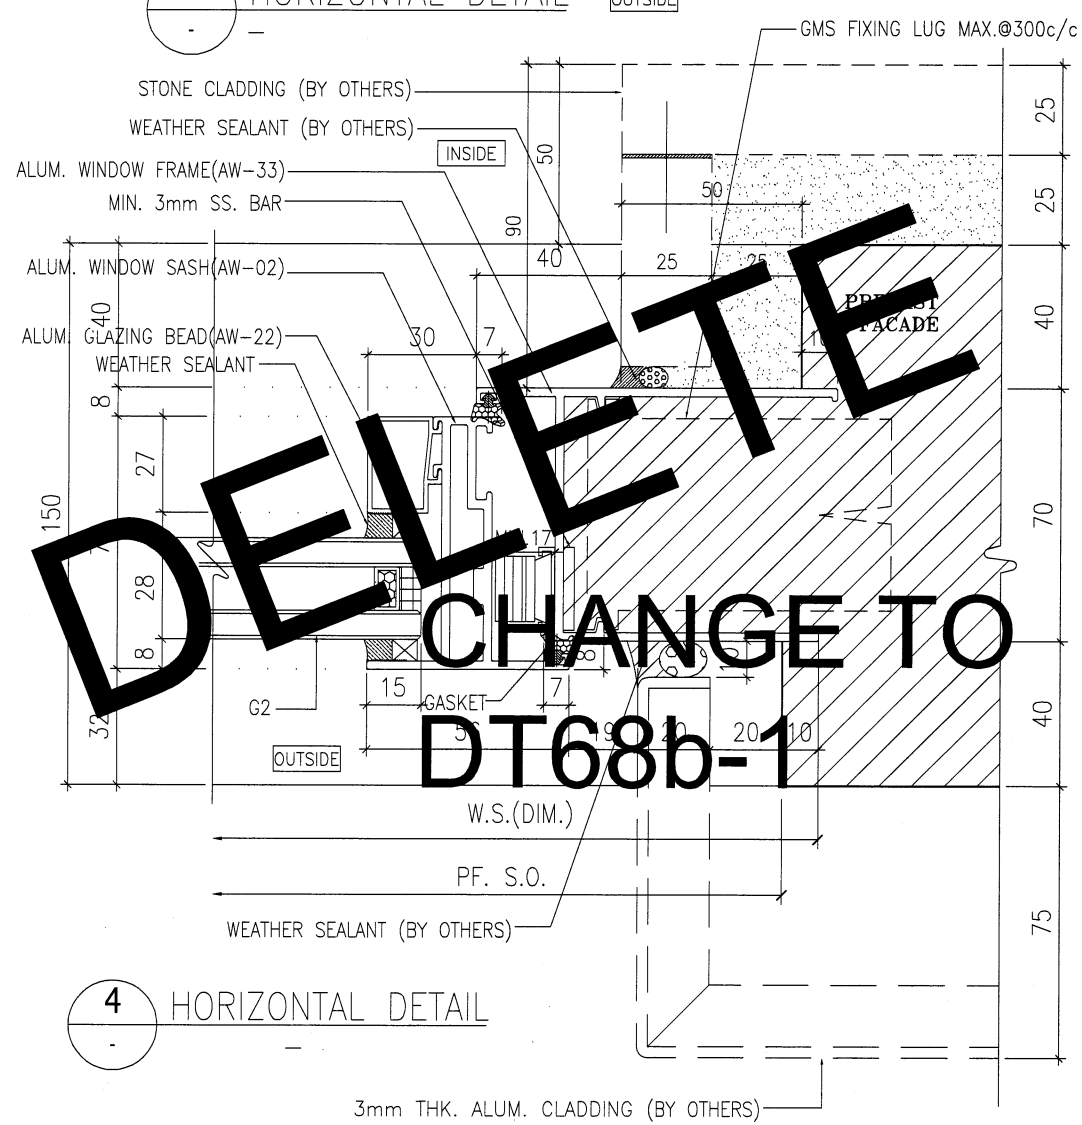 HORIZONTAL DETAIL
OUTSIDE
-
GMS FIXING LUG MAX.@300c/c
STONE CLADDING (BY OTHERS)
WEATHER SEALANT (BY OTHERS)
INSIDE
ALUM. WINDOW FRAME(AW-33)
MIN. 3mm SS. BAR
ALUM. WINDOW SASH(AW-02)
ALUM. GLAZING BEAD(AW-22)
WEATHER SEALANT
50
90
50
40
25
25
30
7
25
25
40
70
40
75
40
8
27
150
28
8
32
17
FACADE
DELETE
CHANGE TO
DT68b-1
15
GASKET
7
10
G2
19
20
20
10
OUTSIDE
W.S.(DIM.)
PF. S.O.
WEATHER SEALANT (BY OTHERS)
4
-
HORIZONTAL DETAIL
3mm THK. ALUM. CLADDING (BY OTHERS)